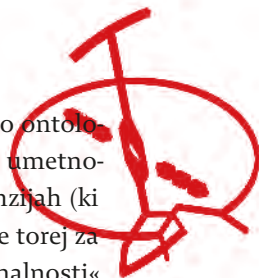 o ontolo-
umetno-
nzijah (ki
e torej za
nalnosti«